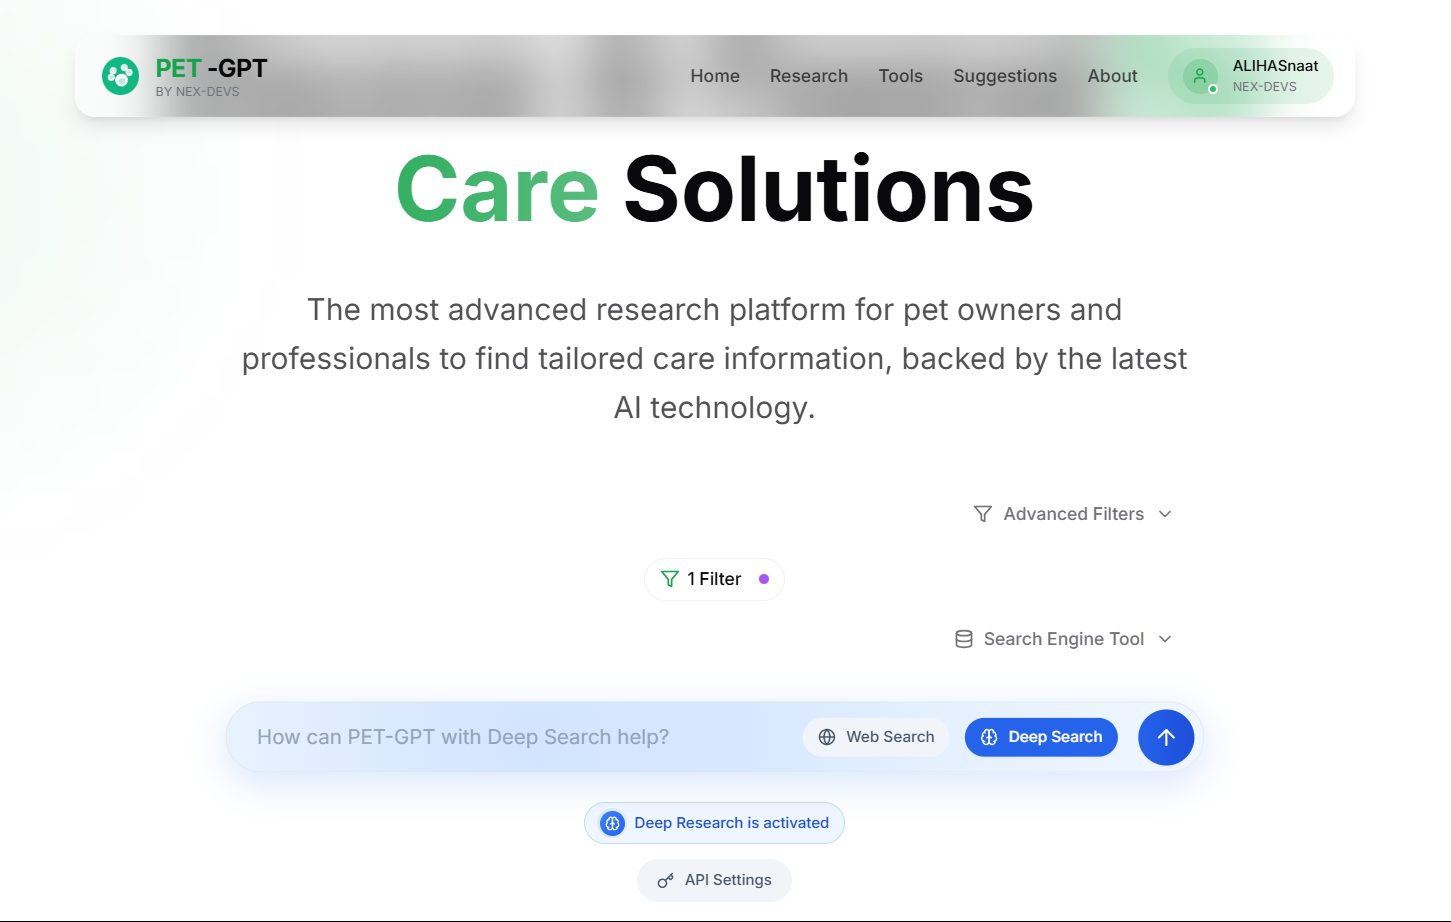 PET -GPT
BY NEX-DEVS
Home Research Tools Suggestions About
ALIHASnaat
NEX-DEVS
Care Solutions
The most advanced research platform for pet owners and
professionals to find tailored care information, backed by the latest
AI technology.
Advanced Filters
1 Filter
Search Engine Tool
How can PET-GPT with Deep Search help? Web Search Deep Search
Deep Research is activated
API Settings